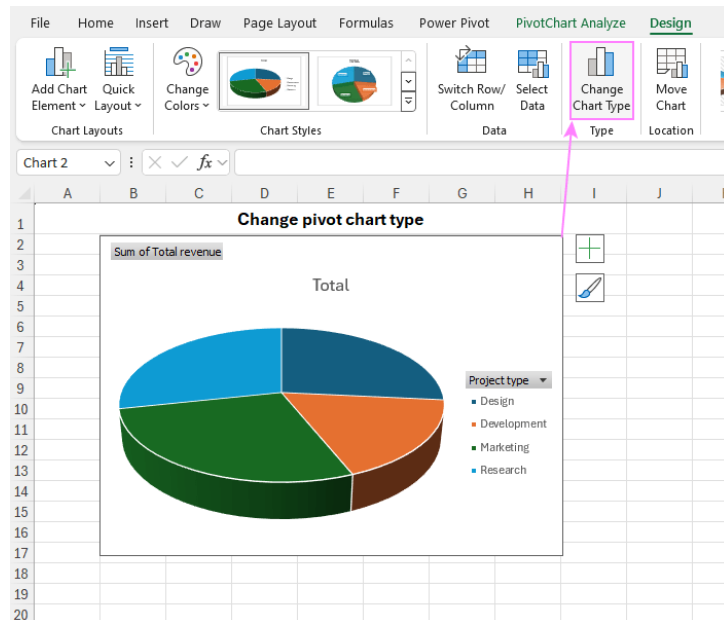 File Home Insert Draw Page Layout Formulas Power Pivot PivotChart Analyze Design
Add Chart Element
Quick Layout
Change Colors
Switch Row/ Column
Select Data
Change Chart Type
Move Chart
Chart Layouts Chart Styles Data Type Location
Chart 2 fx
A B C D E F G H I J
1 Change pivot chart type
2
Sum of Total revenue
3
4 Total
5
6
7
8
9 Project type
10 Design
11 Development
12 Marketing
13 Research
14
15
16
17
18
19
20